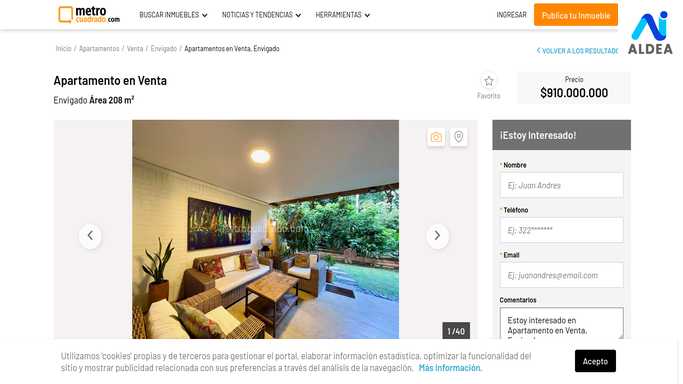 metro
cuadrado.com
BUSCAR INMUEBLES
NOTICIAS Y TENDENCIAS
HERRAMIENTAS
INGRESAR
Publica tu Inmueble
ALDEA
Inicio / Apartamentos / Venta / Envigado / Apartamentos en Venta, Envigado
VOLVER A LOS RESULTAD
Apartamento en Venta
Envigado Área 208 m²
Favorito
Precio
$910.000.000
¡Estoy Interesado!
* Nombre
Ej: Juan Andres
* Teléfono
Ej: 322*******
* Email
Ej: juanandres@email.com
Comentarios
Estoy interesado en
Apartamento en Venta,
1 /40
Utilizamos 'cookies' propias y de terceros para gestionar el portal, elaborar información estadística, optimizar la funcionalidad del
sitio y mostrar publicidad relacionada con sus preferencias a través del análisis de la navegación. Más Información.
Acepto